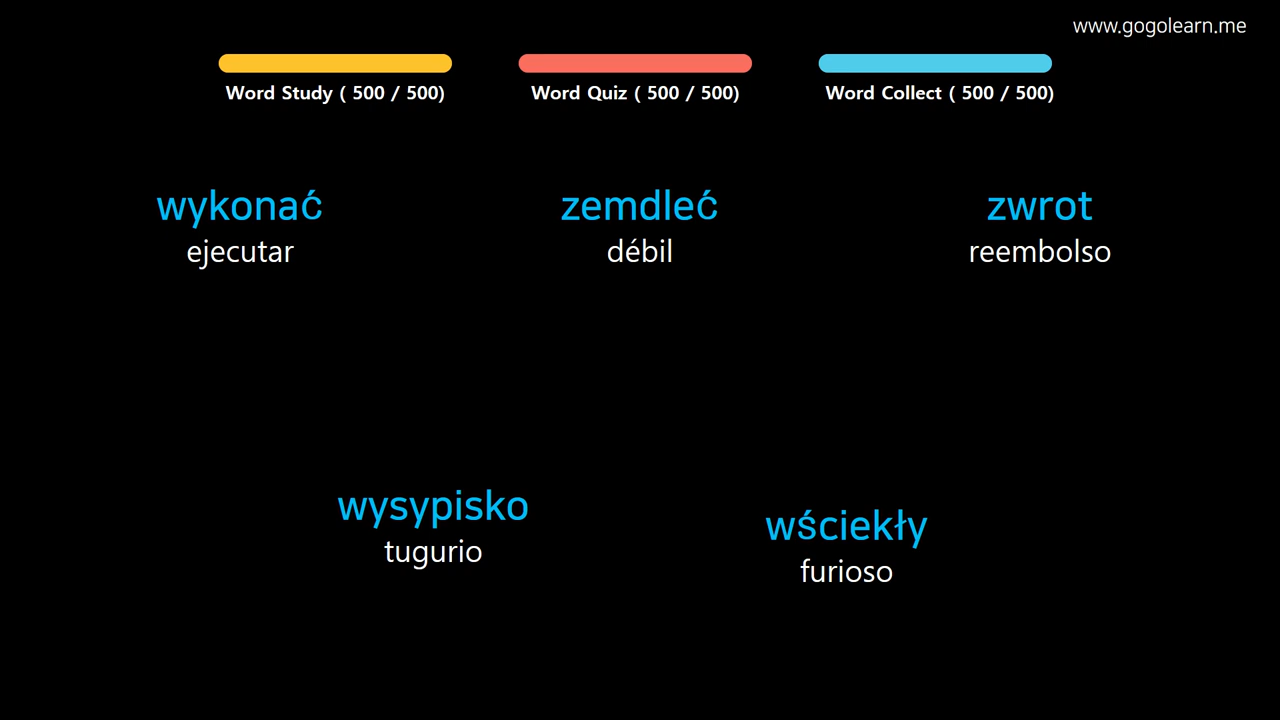 www.gogolearn.me
Word Study ( 500 / 500)
Word Quiz ( 500 / 500)
Word Collect ( 500 / 500)
wykonać
ejecutar
zemdleć
débil
zwrot
reembolso
wysypisko
tugurio
wściekły
furioso